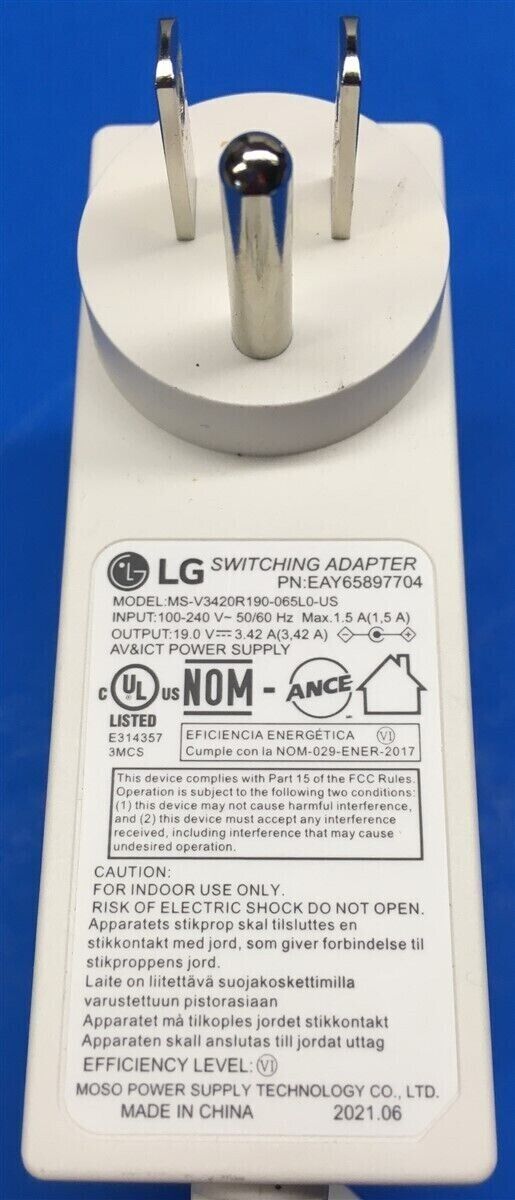 LG SWITCHING ADAPTER
PN:EAY65897704
MODEL:MS-V3420R190-065L0-US
INPUT:100-240 V~ 50/60 Hz Max.1.5 A(1,5 A)
OUTPUT:19.0 V⎓ 3.42 A(3,42 A)
AV&ICT POWER SUPPLY
c UL us NOM - ANCE
LISTED
E314357
3MCS
EFICIENCIA ENERGÉTICA VI
Cumple con la NOM-029-ENER-2017
This device complies with Part 15 of the FCC Rules.
Operation is subject to the following two conditions:
(1) this device may not cause harmful interference,
and (2) this device must accept any interference
received, including interference that may cause
undesired operation.
CAUTION:
FOR INDOOR USE ONLY.
RISK OF ELECTRIC SHOCK DO NOT OPEN.
Apparatets stikprop skal tilsluttes en
stikkontakt med jord, som giver forbindelse til
stikproppens jord.
Laite on liitettävä suojakoskettimilla
varustettuun pistorasiaan
Apparatet må tilkoples jordet stikkontakt
Apparaten skall anslutas till jordat uttag
EFFICIENCY LEVEL: VI
MOSO POWER SUPPLY TECHNOLOGY CO., LTD.
MADE IN CHINA 2021.06